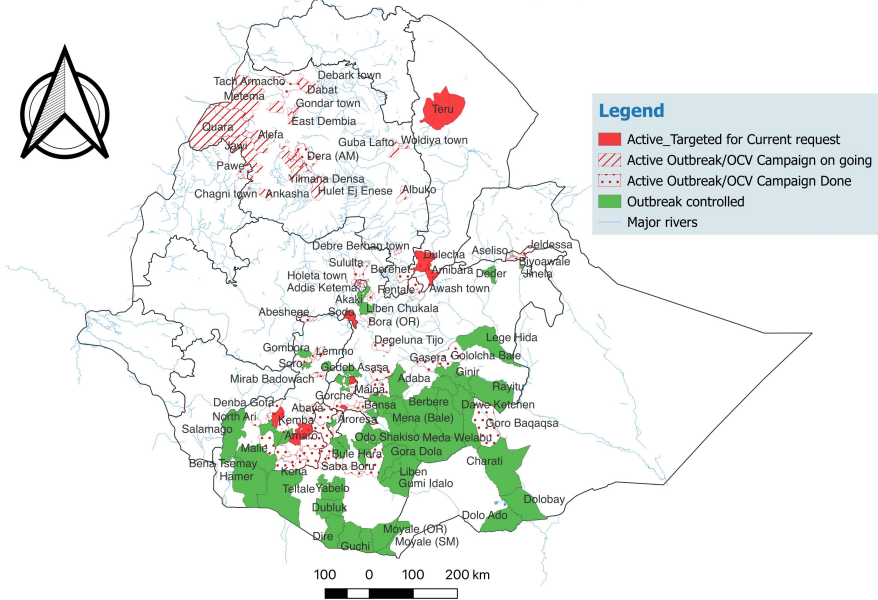 Debark town
Tach Armacho
Dabat
Metema
Gondar town
Teru
East Dembia
Quara
Alefa
Guba Lafto
Woldiya town
Jawi
Dera (AM)
Pawe
Yilmana Densa
Chagni town
Ankasha
Hulet Ej Enese
Albuko
Legend
Active_Targeted for Current request
Active Outbreak/OCV Campaign on going
Active Outbreak/OCV Campaign Done
Outbreak controlled
Major rivers
Debre Berhan town
Dulecha
Aseliso
Jeldessa
Sululta
Berehet
Amibara
Biyoawale
Holeta town
Deder
Jinela
Addis Ketema
Fentale
Awash town
Akaki
Abeshege
Sodo
Liben Chukala
Bora (OR)
Degeluna Tijo
Lege Hida
Gombora
Lemmo
Gasera
Gololcha Bale
Soro
Gedob Asasa
Ginir
Mirab Badowach
Adaba
Malga
Rayitu
Gorche
Denba Gofa
Abaya
Bensa
Berbere
Dawe Ketehen
North Ari
Kemba
Aroresa
Mena (Bale)
Goro Baqaqsa
Salamago
Amaro
Odo Shakiso
Meda Welabu
Malle
Bule Hora
Gora Dola
Bena Tsemay
Saba Boru
Charati
Hamer
Keha
Liben
Teltale
Yabelo
Gumi Idalo
Dolobay
Dubluk
Dolo Ado
Dire
Moyale (OR)
Guchi
Moyale (SM)
100 0 100 200 km